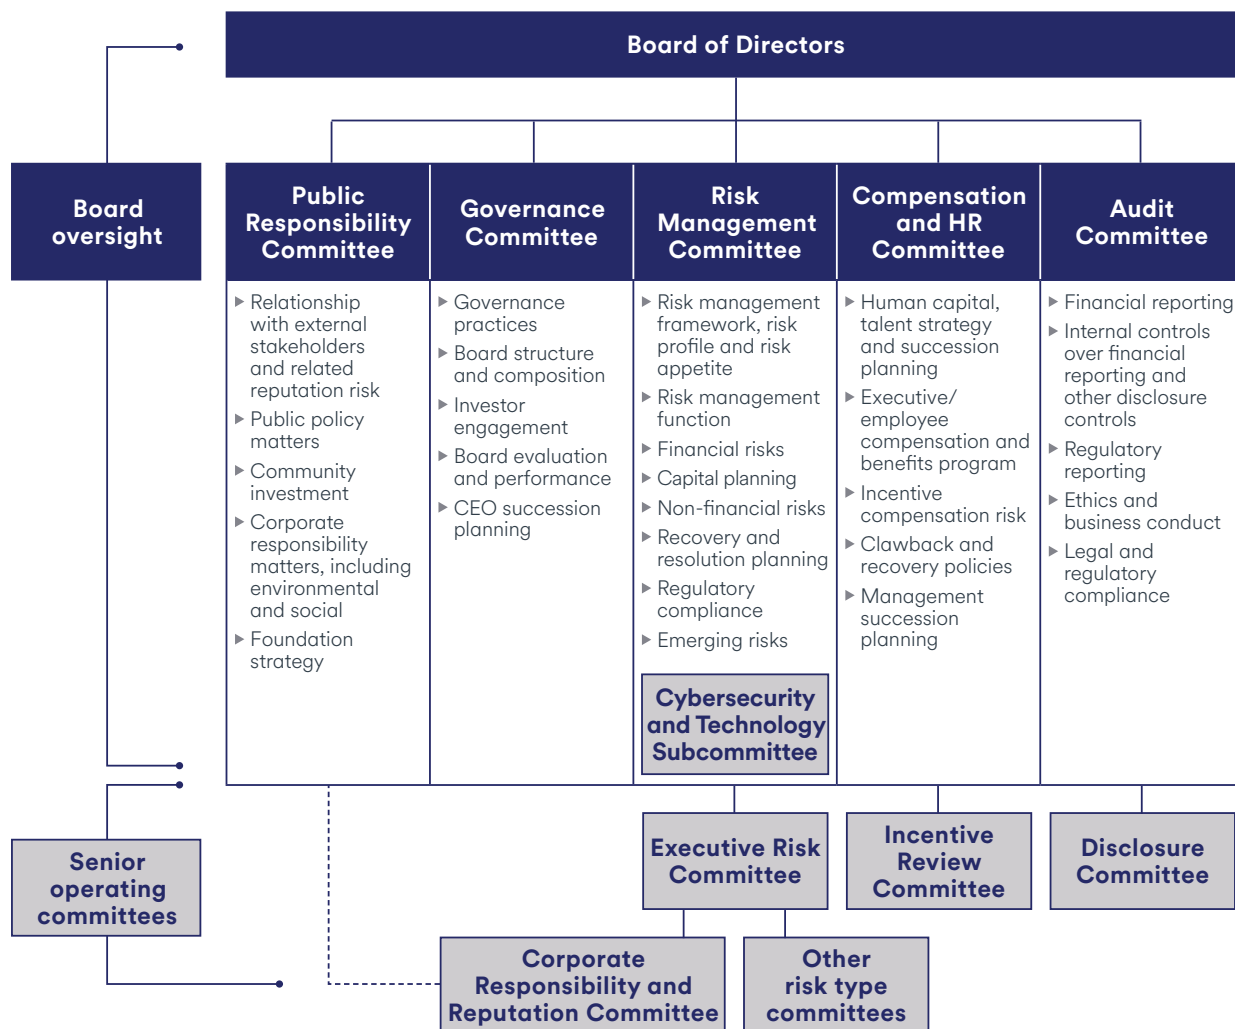 Board of Directors
Board
oversight
Public
Responsibility
Committee
Governance
Committee
Risk
Management
Committee
Compensation
and HR
Committee
Audit
Committee
Relationship
with external
stakeholders
and related
reputation risk
Public policy
matters
Community
investment
Corporate
responsibility
matters, including
environmental
and social
Foundation
strategy
Governance
practices
Board structure
and composition
Investor
engagement
Board evaluation
and performance
CEO succession
planning
Risk management
framework, risk
profile and risk
appetite
Risk management
function
Financial risks
Capital planning
Non-financial risks
Recovery and
resolution planning
Regulatory
compliance
Emerging risks
Cybersecurity
and Technology
Subcommittee
Human capital,
talent strategy
and succession
planning
Executive/
employee
compensation and
benefits program
Incentive
compensation risk
Clawback and
recovery policies
Management
succession
planning
Financial reporting
Internal controls
over financial
reporting and
other disclosure
controls
Regulatory
reporting
Ethics and
business conduct
Legal and
regulatory
compliance
Senior
operating
committees
Executive Risk
Committee
Incentive
Review
Committee
Disclosure
Committee
Corporate
Responsibility and
Reputation Committee
Other
risk type
committees